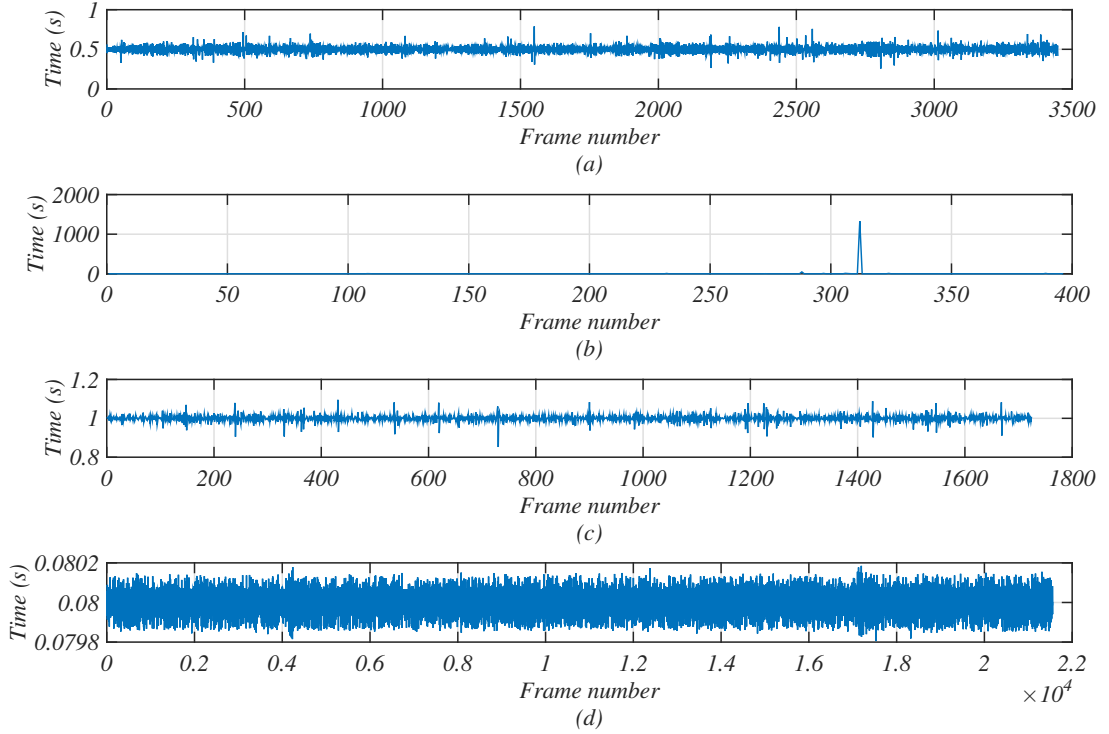 1
0.5
0
Time (s)
0 500 1000 1500 2000 2500 3000 3500
Frame number
(a)
2000
1000
0
Time (s)
0 50 100 150 200 250 300 350 400
Frame number
(b)
1.2
1
0.8
Time (s)
0 200 400 600 800 1000 1200 1400 1600 1800
Frame number
(c)
0.0802
0.08
0.0798
Time (s)
0 0.2 0.4 0.6 0.8 1 1.2 1.4 1.6 1.8 2 2.2
Frame number
×10⁴
(d)